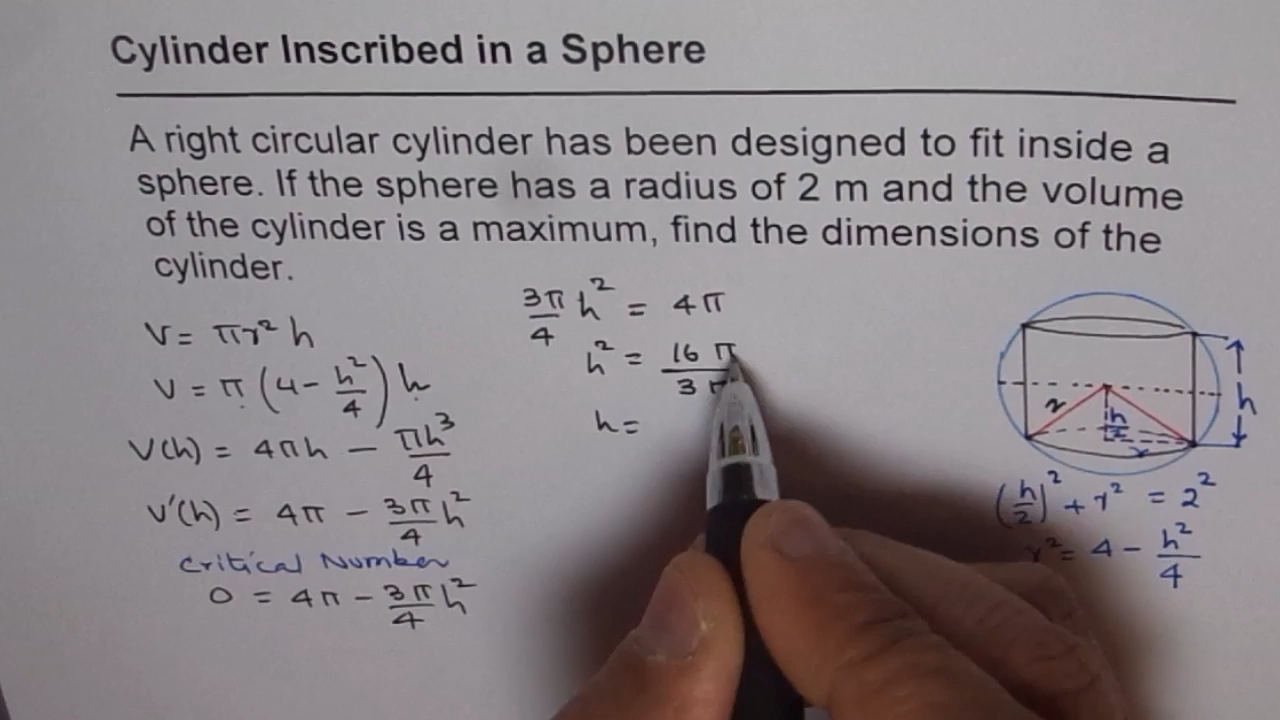 Cylinder Inscribed in a Sphere
A right circular cylinder has been designed to fit inside a
sphere. If the sphere has a radius of 2 m and the volume
of the cylinder is a maximum, find the dimensions of the
cylinder.
V = πr² h
V = π (4 - h²/4) h
V(h) = 4πh - πh³/4
V'(h) = 4π - 3π/4 h²
Critical Number
0 = 4π - 3π/4 h²
3π/4 h² = 4π
h² = 16 π/3
h =
2
h/2
r
h
(h/2)² + r² = 2²
r² = 4 - h²/4